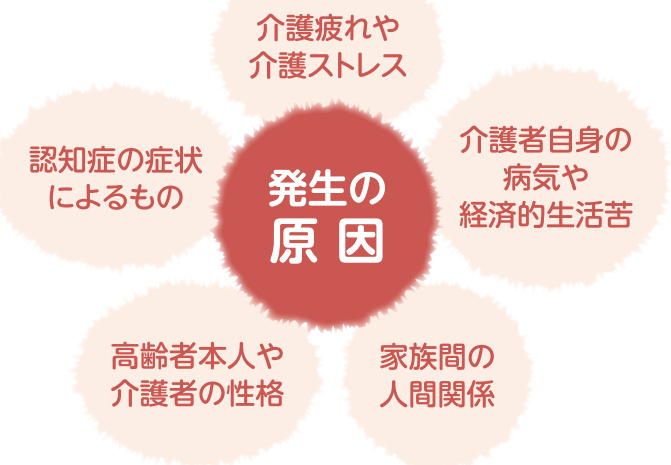 介護疲れや
介護ストレス
認知症の症状
によるもの
介護者自身の
病気や
経済的生活苦
発生の
原因
高齢者本人や
介護者の性格
家族間の
人間関係